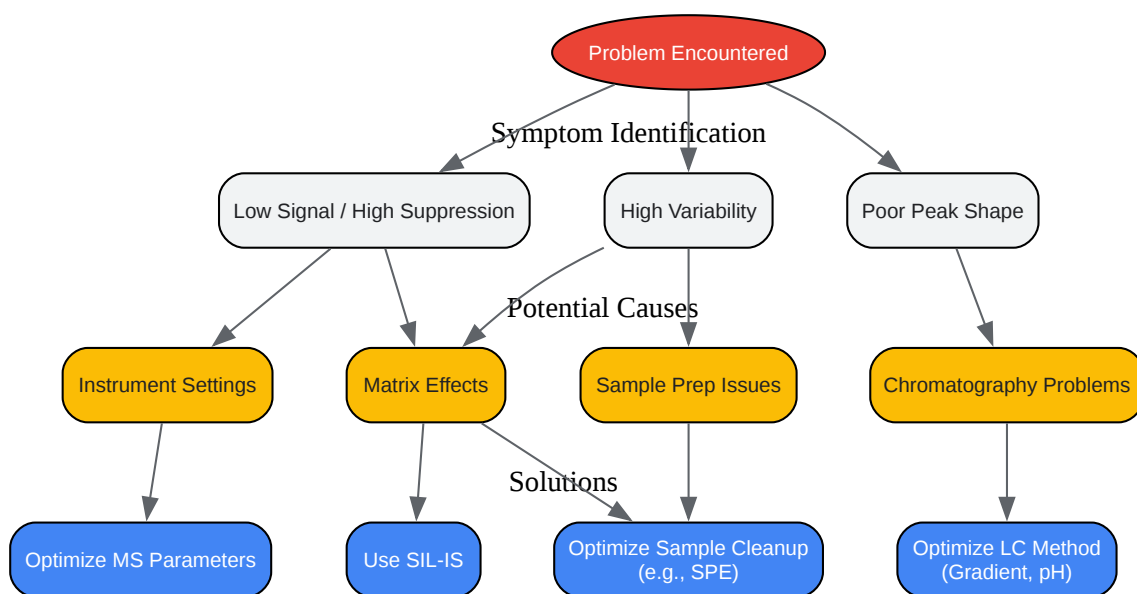 Problem Encountered
Symptom Identification
Low Signal / High Suppression
High Variability
Poor Peak Shape
Potential Causes
Instrument Settings
Matrix Effects
Sample Prep Issues
Chromatography Problems
Solutions
Optimize MS Parameters
Use SIL-IS
Optimize Sample Cleanup
(e.g., SPE)
Optimize LC Method
(Gradient, pH)